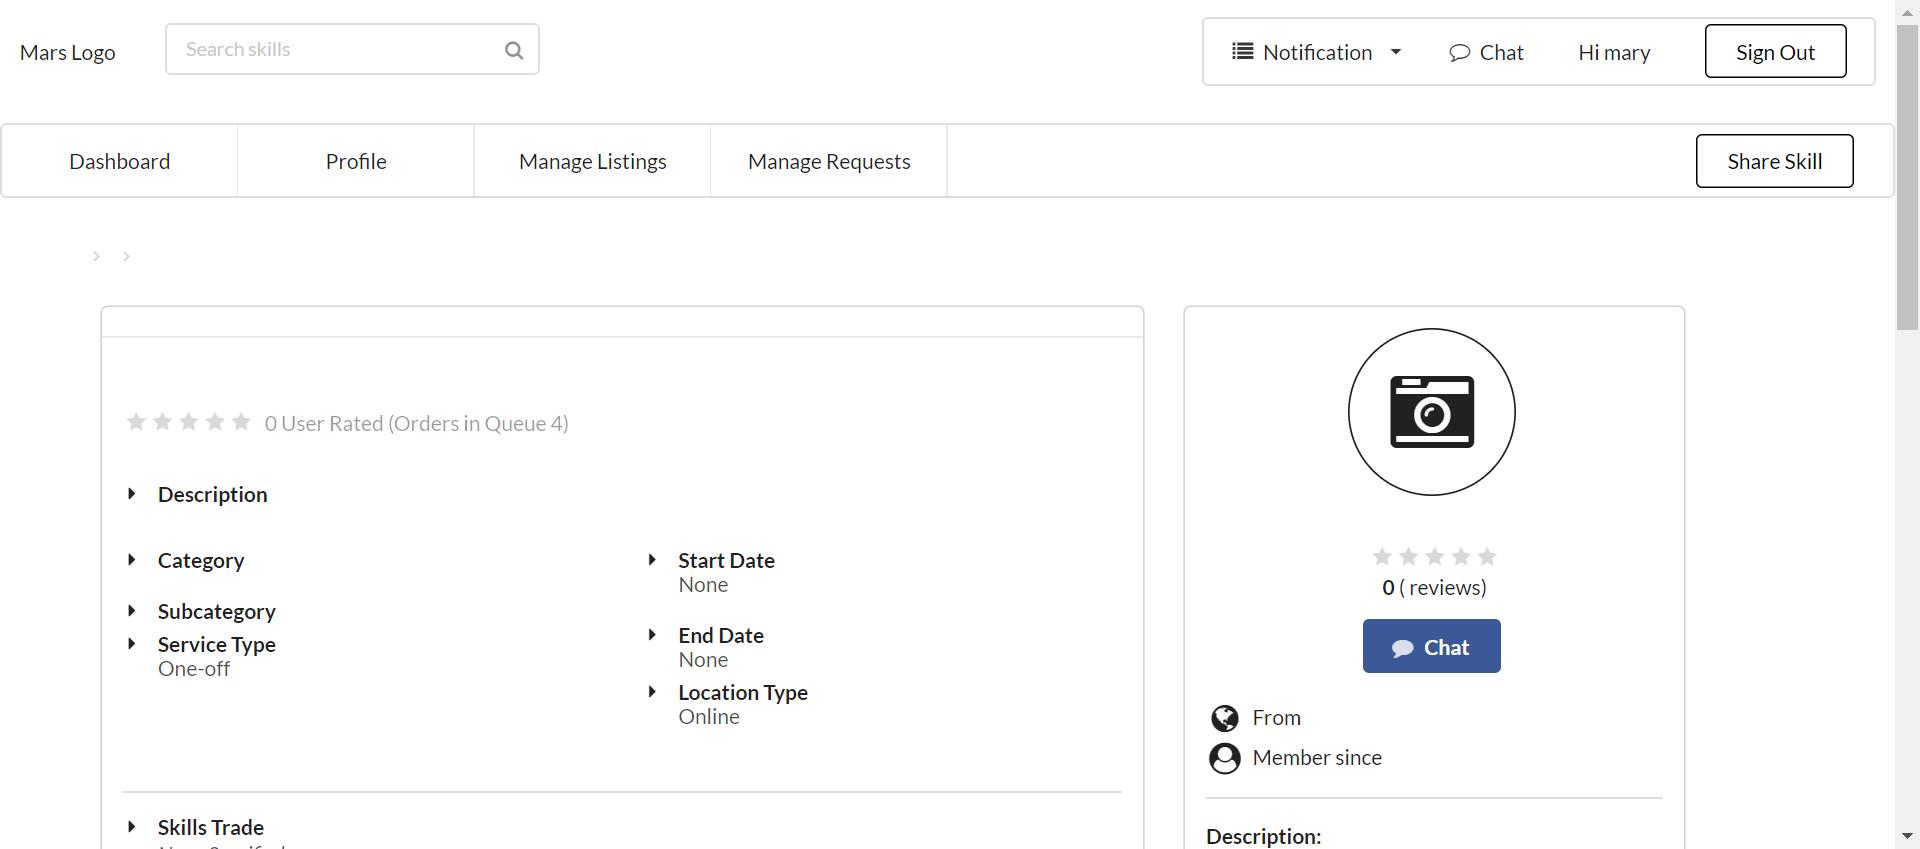 Mars Logo
Search skills
Notification
Chat
Hi mary
Sign Out
Dashboard
Profile
Manage Listings
Manage Requests
Share Skill
0 User Rated (Orders in Queue 4)
Description
Category
Subcategory
Service Type
One-off
Start Date
None
End Date
None
Location Type
Online
Skills Trade
0 ( reviews)
Chat
From
Member since
Description: